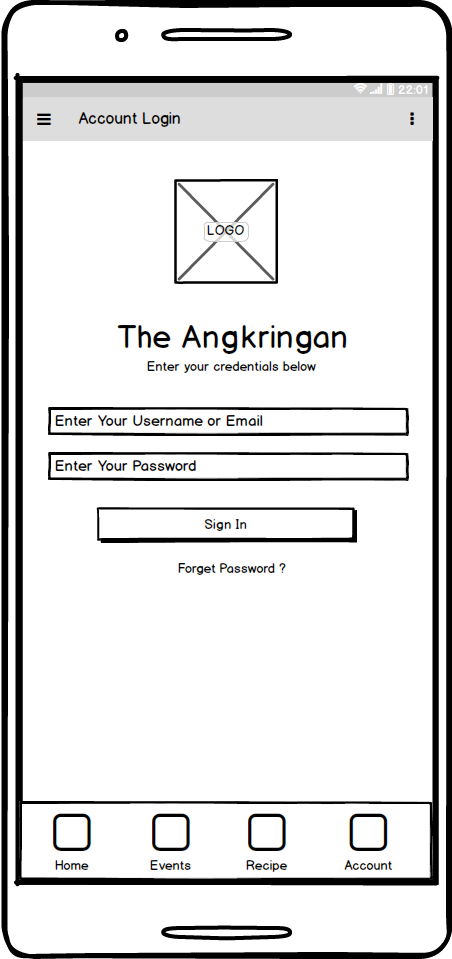 22:01
Account Login
LOGO
The Angkringan
Enter your credentials below
Enter Your Username or Email
Enter Your Password
Sign In
Forget Password ?
Home Events Recipe Account